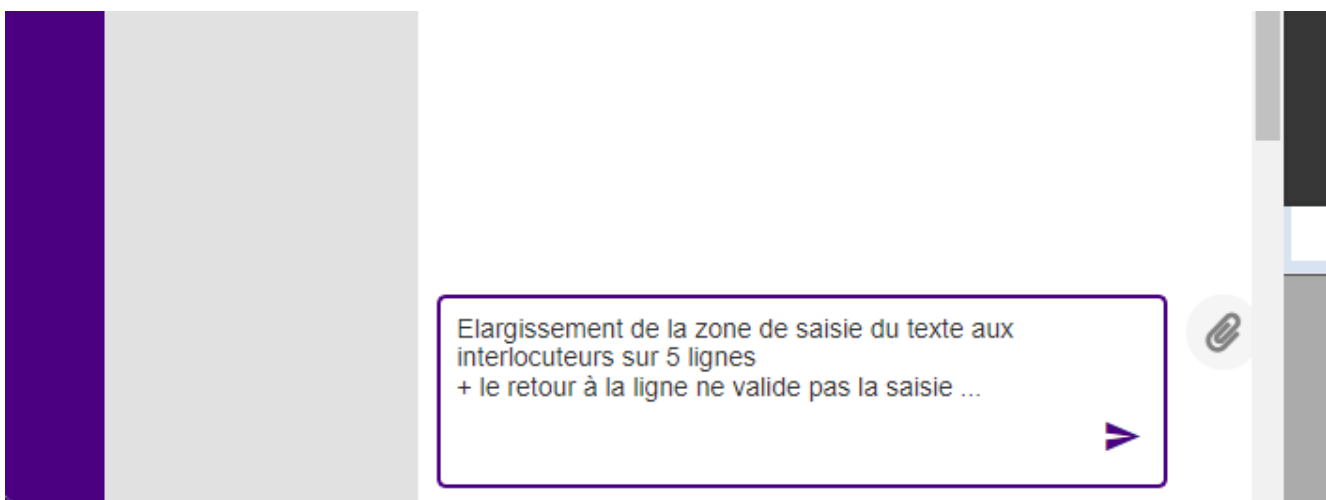 Elargissement de la zone de saisie du texte aux
interlocuteurs sur 5 lignes
+ le retour à la ligne ne valide pas la saisie ...